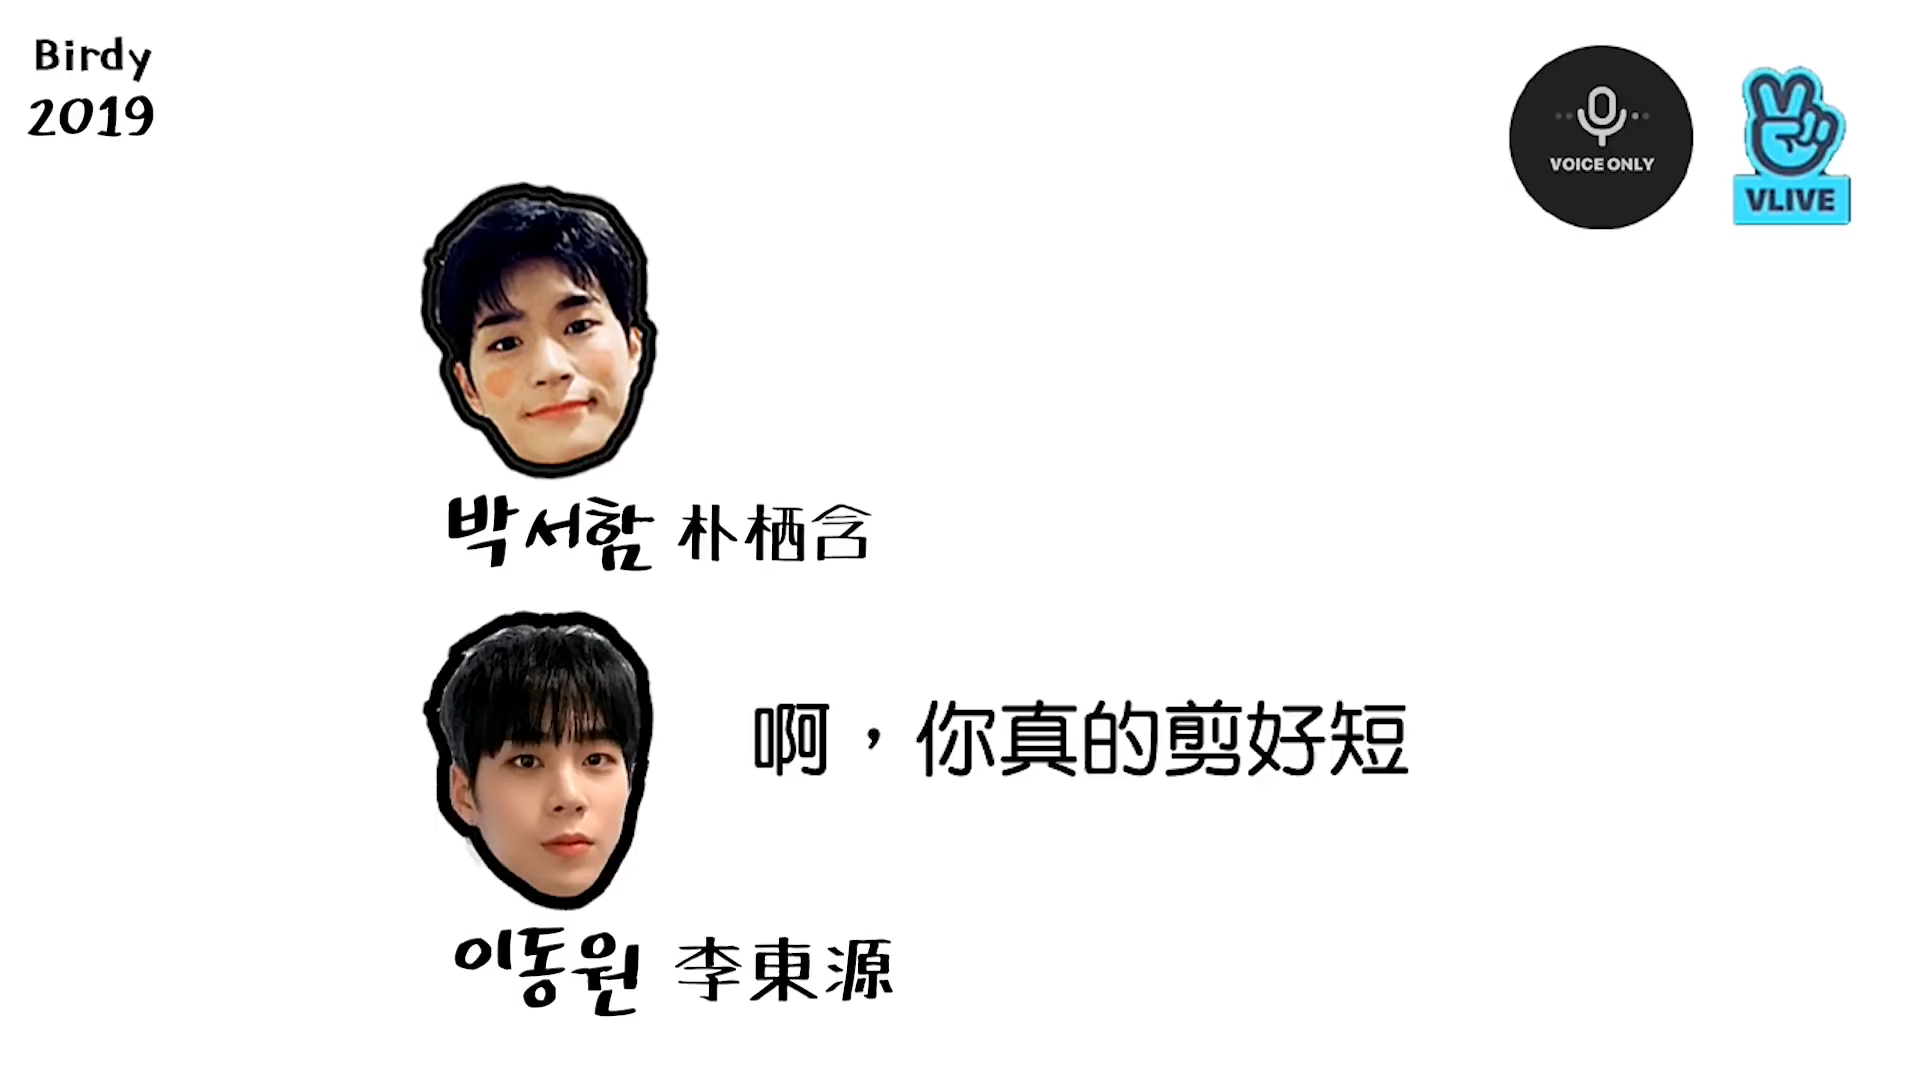 Birdy
2019
VOICE ONLY
VLIVE
박서함 朴栖含
啊，你真的剪好短
이동원 李東源